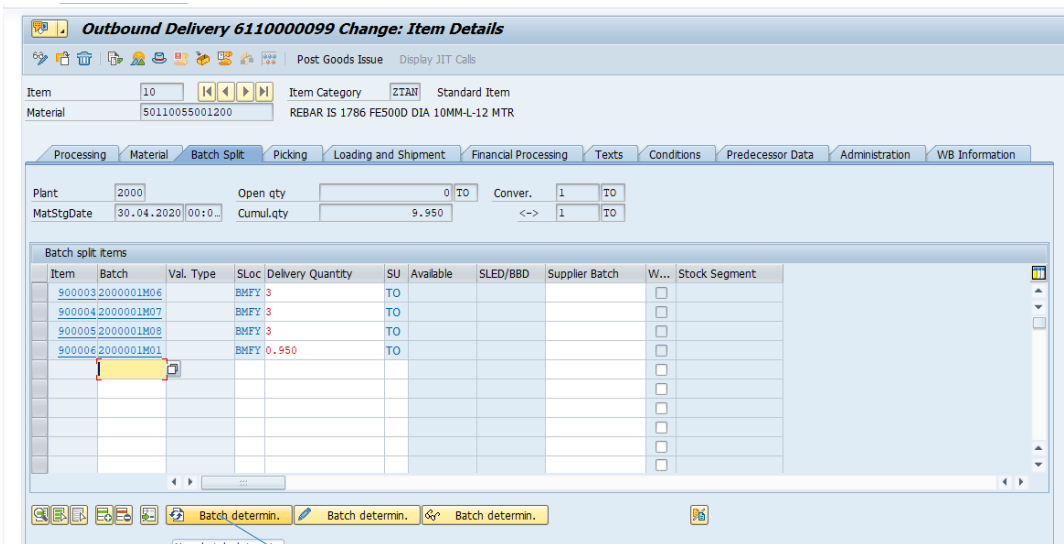 Outbound Delivery 6110000099 Change: Item Details
Post Goods Issue Display JIT Calls
Item 10 Item Category ZTAN Standard Item
Material 50110055001200 REBAR IS 1786 FE500D DIA 10MM-L-12 MTR
Processing Material Batch Split Picking Loading and Shipment Financial Processing Texts Conditions Predecessor Data Administration WB Information
Plant 2000 Open qty 0 TO Conver. 1 TO
MatStgDate 30.04.2020 00:0… Cumul.qty 9.950 <-> 1 TO
Batch split items
Item Batch Val. Type SLoc Delivery Quantity SU Available SLED/BBD Supplier Batch W... Stock Segment
900003 2000001M06 BMFY 3 TO
900004 2000001M07 BMFY 3 TO
900005 2000001M08 BMFY 3 TO
900006 2000001M01 BMFY 0.950 TO
Batch determin. Batch determin. Batch determin.